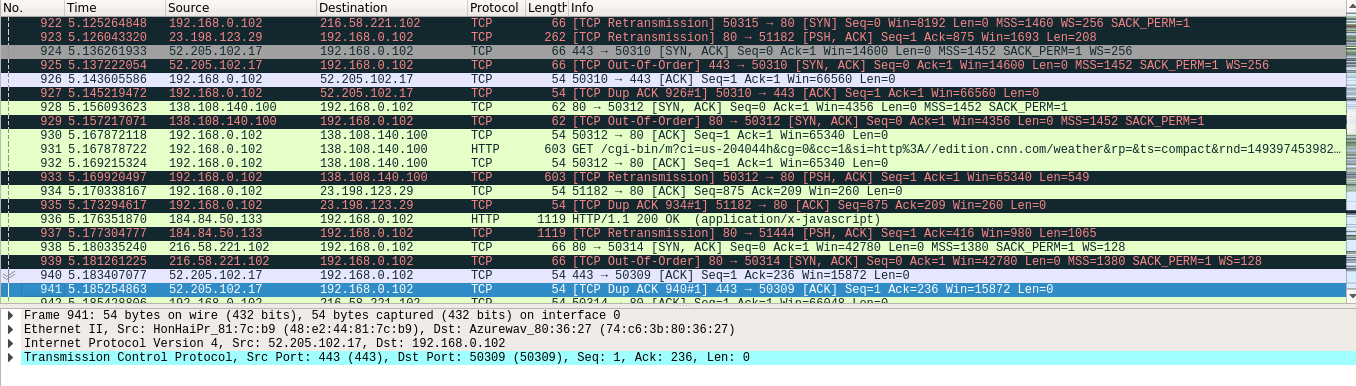 No. Time Source Destination Protocol Length Info
922 5.125264848 192.168.0.102 216.58.221.102 TCP 66 [TCP Retransmission] 50315 → 80 [SYN] Seq=0 Win=8192 Len=0 MSS=1460 WS=256 SACK_PERM=1
923 5.126043320 23.198.123.29 192.168.0.102 TCP 262 [TCP Retransmission] 80 → 51182 [PSH, ACK] Seq=1 Ack=875 Win=1693 Len=208
924 5.136261933 52.205.102.17 192.168.0.102 TCP 66 443 → 50310 [SYN, ACK] Seq=0 Ack=1 Win=14600 Len=0 MSS=1452 SACK_PERM=1 WS=256
925 5.137222054 52.205.102.17 192.168.0.102 TCP 66 [TCP Out-Of-Order] 443 → 50310 [SYN, ACK] Seq=0 Ack=1 Win=14600 Len=0 MSS=1452 SACK_PERM=1 WS=256
926 5.143605586 192.168.0.102 52.205.102.17 TCP 54 50310 → 443 [ACK] Seq=1 Ack=1 Win=66560 Len=0
927 5.145219472 192.168.0.102 52.205.102.17 TCP 54 [TCP Dup ACK 926#1] 50310 → 443 [ACK] Seq=1 Ack=1 Win=66560 Len=0
928 5.156093623 138.108.140.100 192.168.0.102 TCP 62 80 → 50312 [SYN, ACK] Seq=0 Ack=1 Win=4356 Len=0 MSS=1452 SACK_PERM=1
929 5.157217071 138.108.140.100 192.168.0.102 TCP 62 [TCP Out-Of-Order] 80 → 50312 [SYN, ACK] Seq=0 Ack=1 Win=4356 Len=0 MSS=1452 SACK_PERM=1
930 5.167872118 192.168.0.102 138.108.140.100 TCP 54 50312 → 80 [ACK] Seq=1 Ack=1 Win=65340 Len=0
931 5.167878722 192.168.0.102 138.108.140.100 HTTP 603 GET /cgi-bin/m?ci=us-204044h&cg=0&cc=1&si=http%3A//edition.cnn.com/weather&rp=&ts=compact&rnd=149397453982…
932 5.169215324 192.168.0.102 138.108.140.100 TCP 54 50312 → 80 [ACK] Seq=1 Ack=1 Win=65340 Len=0
933 5.169920497 192.168.0.102 138.108.140.100 TCP 603 [TCP Retransmission] 50312 → 80 [PSH, ACK] Seq=1 Ack=1 Win=65340 Len=549
934 5.170338167 192.168.0.102 23.198.123.29 TCP 54 51182 → 80 [ACK] Seq=875 Ack=209 Win=260 Len=0
935 5.173294617 192.168.0.102 23.198.123.29 TCP 54 [TCP Dup ACK 934#1] 51182 → 80 [ACK] Seq=875 Ack=209 Win=260 Len=0
936 5.176351870 184.84.50.133 192.168.0.102 HTTP 1119 HTTP/1.1 200 OK (application/x-javascript)
937 5.177304777 184.84.50.133 192.168.0.102 TCP 1119 [TCP Retransmission] 80 → 51444 [PSH, ACK] Seq=1 Ack=416 Win=980 Len=1065
938 5.180335240 216.58.221.102 192.168.0.102 TCP 66 80 → 50314 [SYN, ACK] Seq=0 Ack=1 Win=42780 Len=0 MSS=1380 SACK_PERM=1 WS=128
939 5.181261225 216.58.221.102 192.168.0.102 TCP 66 [TCP Out-Of-Order] 80 → 50314 [SYN, ACK] Seq=0 Ack=1 Win=42780 Len=0 MSS=1380 SACK_PERM=1 WS=128
940 5.183407077 52.205.102.17 192.168.0.102 TCP 54 443 → 50309 [ACK] Seq=1 Ack=236 Win=15872 Len=0
941 5.185254863 52.205.102.17 192.168.0.102 TCP 54 [TCP Dup ACK 940#1] 443 → 50309 [ACK] Seq=1 Ack=236 Win=15872 Len=0
942 5.185428806 192.168.0.102 216.58.221.102 TCP 54 50314 → 80 [ACK] Seq=1 Ack=1 Win=66048 Len=0
Frame 941: 54 bytes on wire (432 bits), 54 bytes captured (432 bits) on interface 0
Ethernet II, Src: HonHaiPr_81:7c:b9 (48:e2:44:81:7c:b9), Dst: Azurewav_80:36:27 (74:c6:3b:80:36:27)
Internet Protocol Version 4, Src: 52.205.102.17, Dst: 192.168.0.102
Transmission Control Protocol, Src Port: 443 (443), Dst Port: 50309 (50309), Seq: 1, Ack: 236, Len: 0